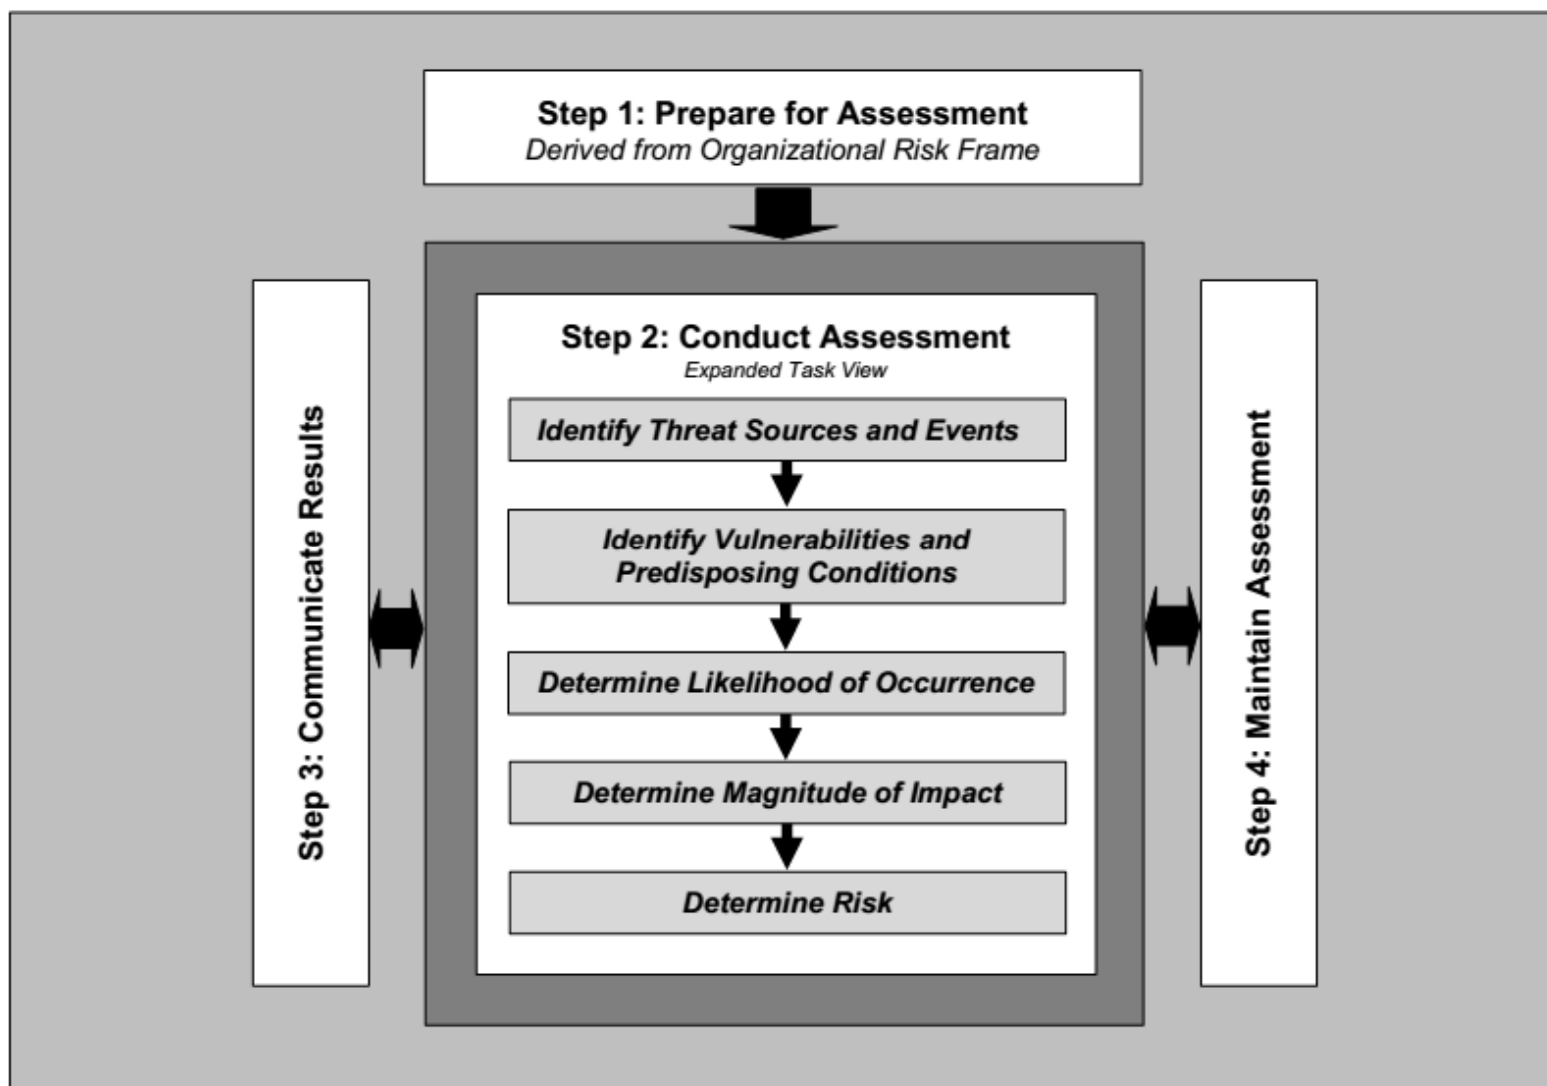 Step 1: Prepare for Assessment
Derived from Organizational Risk Frame
Step 2: Conduct Assessment
Expanded Task View
Identify Threat Sources and Events
Identify Vulnerabilities and
Predisposing Conditions
Determine Likelihood of Occurrence
Determine Magnitude of Impact
Determine Risk
Step 3: Communicate Results
Step 4: Maintain Assessment